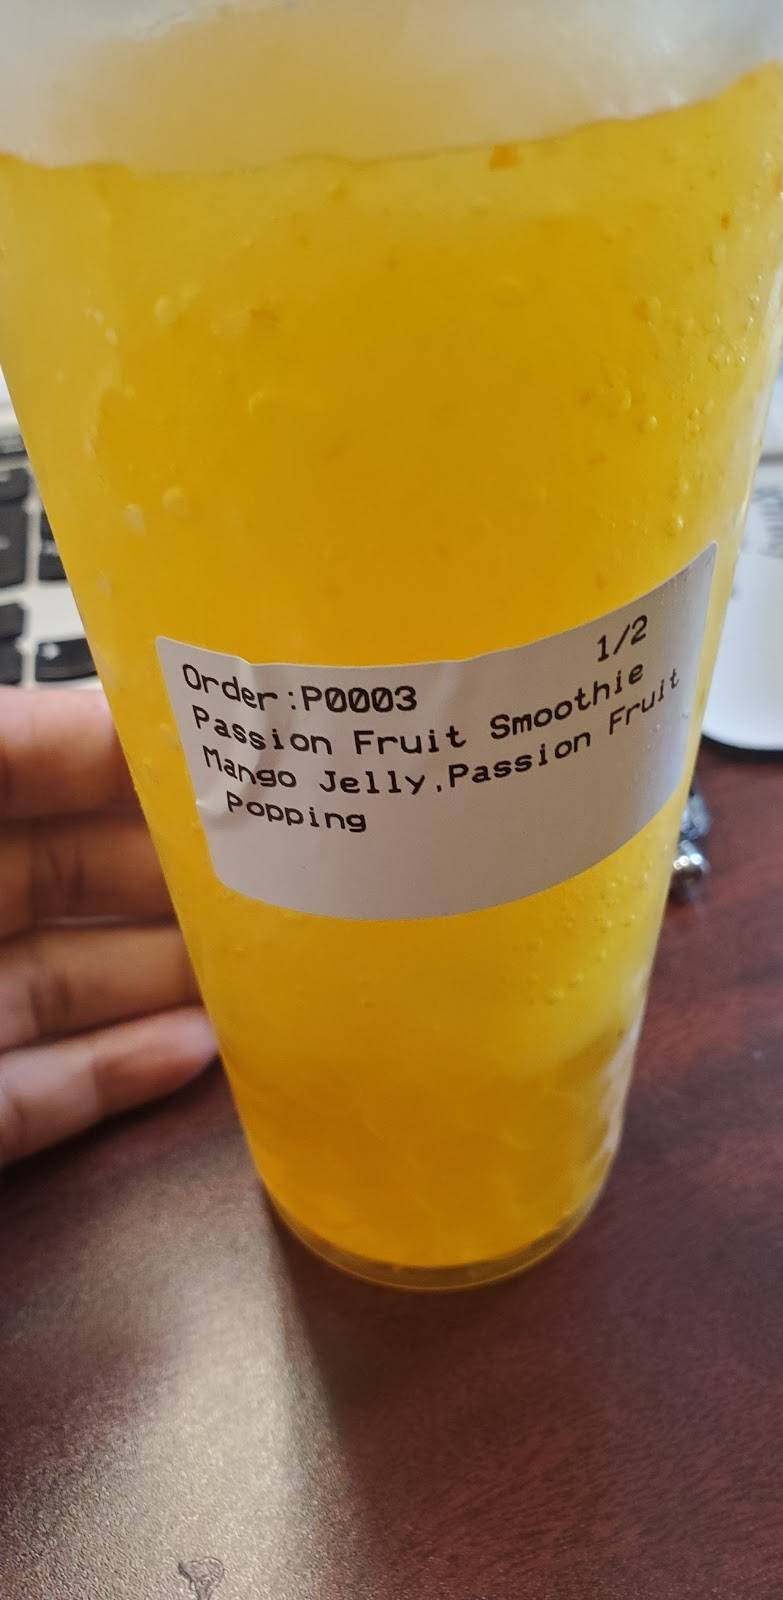 Order:P0003 1/2
Passion Fruit Smoothie
Mango Jelly,Passion Fruit
Popping